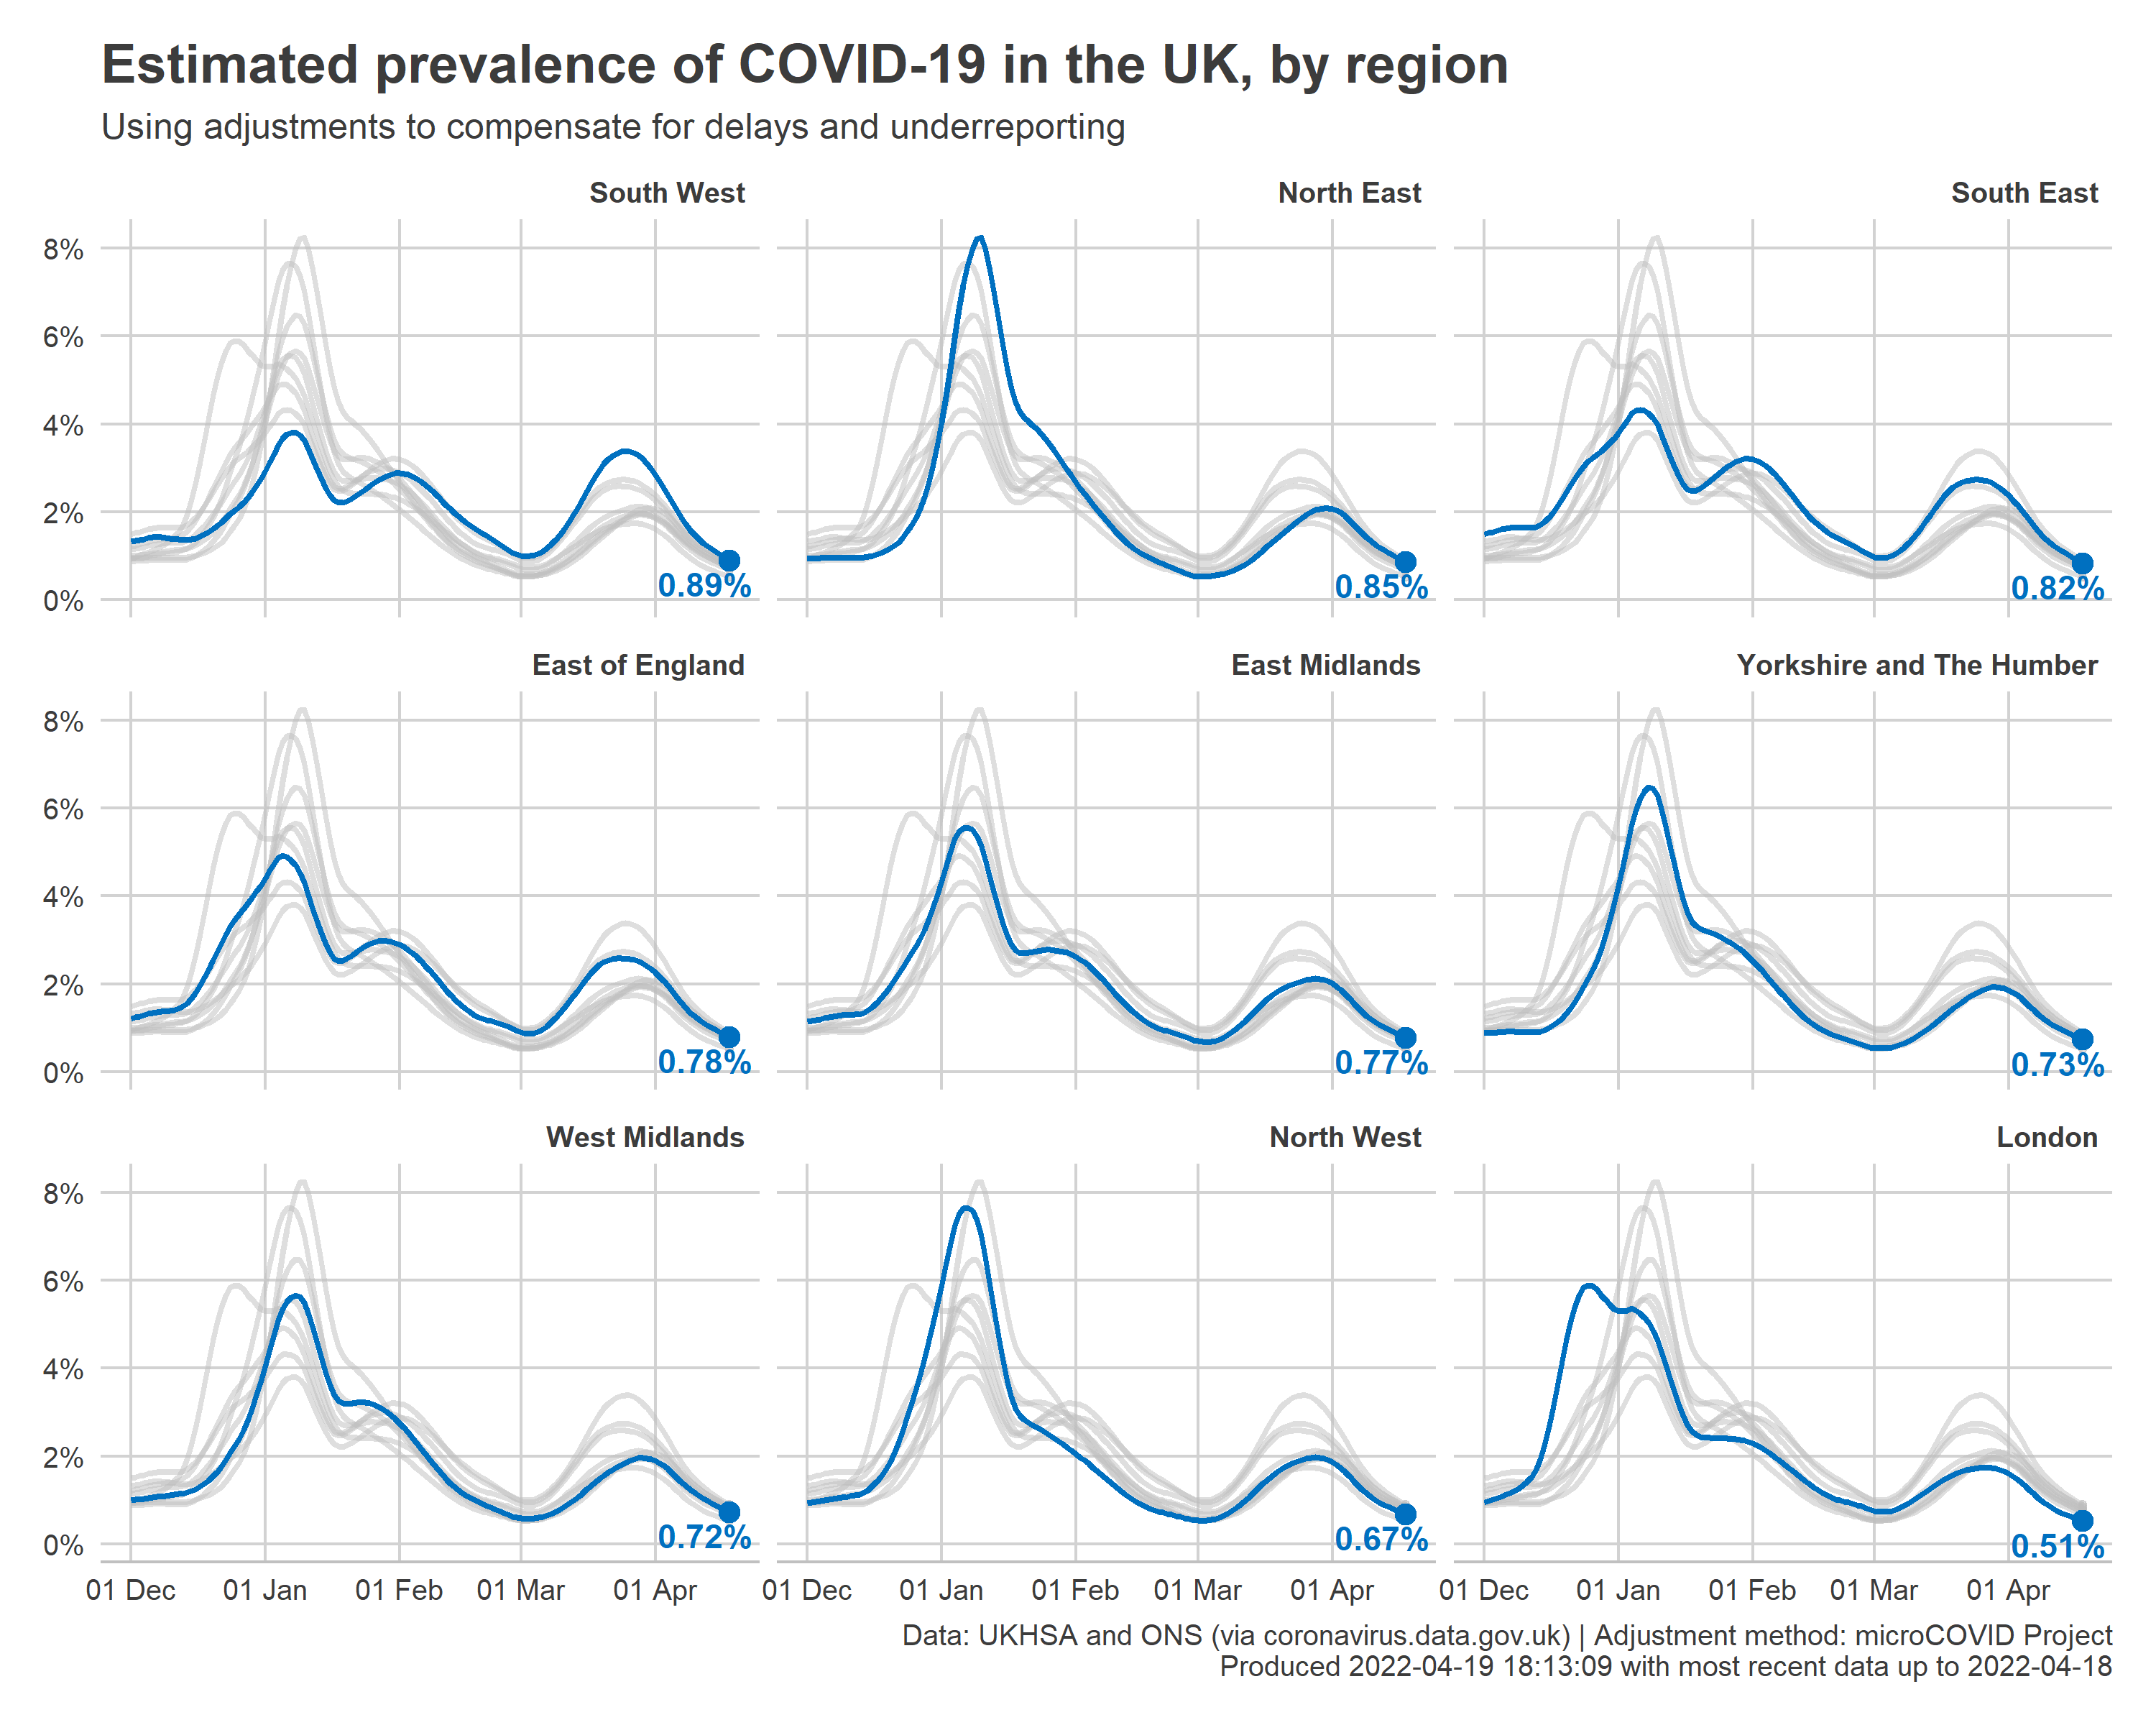 Estimated prevalence of COVID-19 in the UK, by region
Using adjustments to compensate for delays and underreporting
South West
North East
South East
8%
6%
4%
2%
0%
0.89%
0.85%
0.82%
East of England
East Midlands
Yorkshire and The Humber
8%
6%
4%
2%
0%
0.78%
0.77%
0.73%
West Midlands
North West
London
8%
6%
4%
2%
0%
0.72%
0.67%
0.51%
01 Dec 01 Jan 01 Feb 01 Mar 01 Apr
01 Dec 01 Jan 01 Feb 01 Mar 01 Apr
01 Dec 01 Jan 01 Feb 01 Mar 01 Apr
Data: UKHSA and ONS (via coronavirus.data.gov.uk) | Adjustment method: microCOVID Project
Produced 2022-04-19 18:13:09 with most recent data up to 2022-04-18